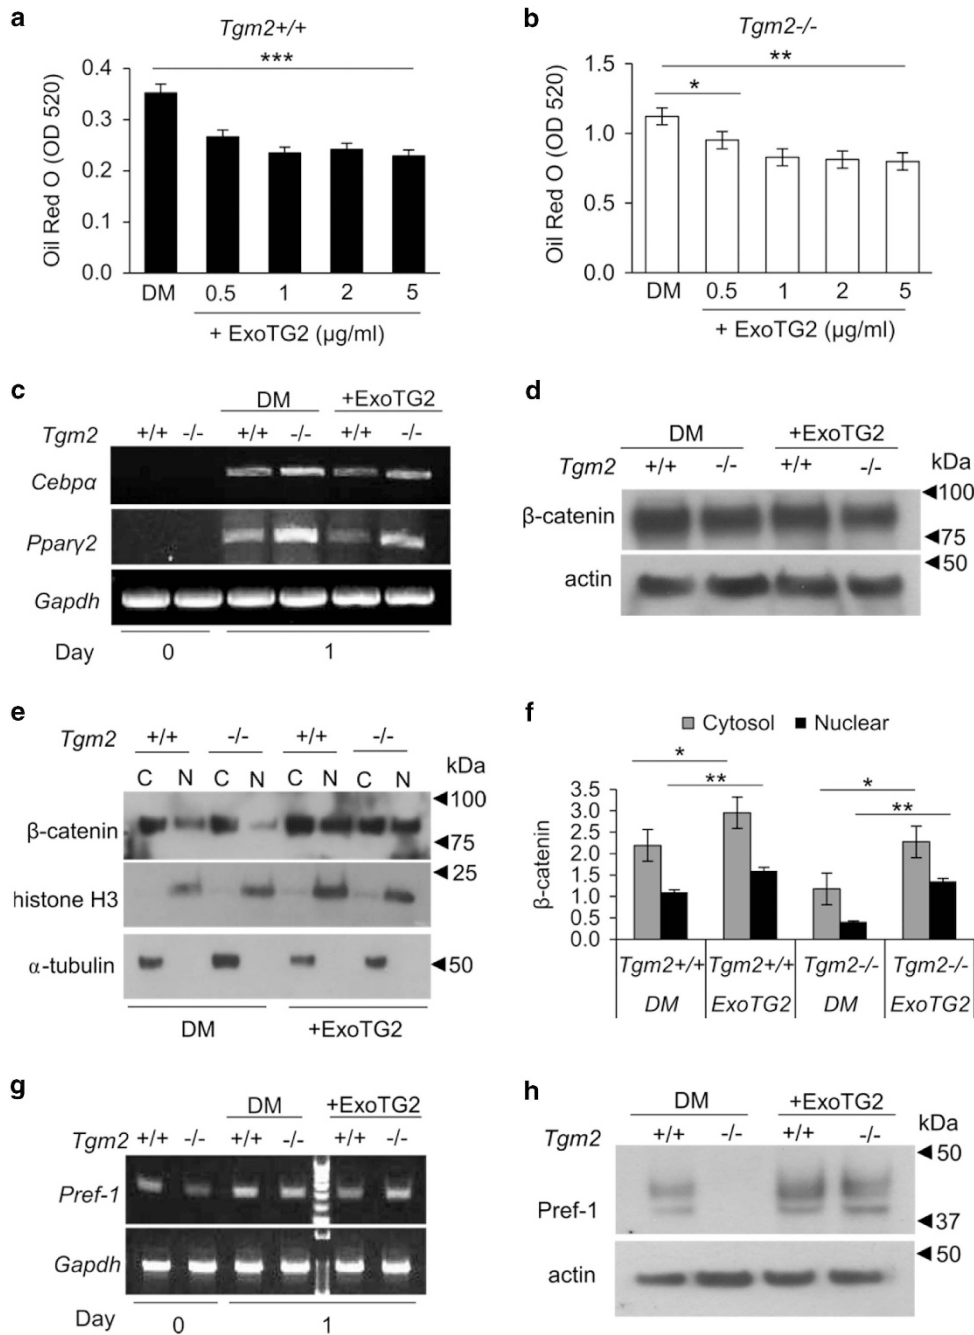 a
Tgm2+/+
***
Oil Red O (OD 520)
0.4
0.3
0.2
0.1
0.0
DM 0.5 1 2 5
+ ExoTG2 (µg/ml)
b
Tgm2-/-
**
*
Oil Red O (OD 520)
1.5
1.0
0.5
0.0
DM 0.5 1 2 5
+ ExoTG2 (µg/ml)
c
DM +ExoTG2
Tgm2 +/+ -/- +/+ -/- +/+ -/-
Cebpα
Pparγ2
Gapdh
Day 0 1
d
DM +ExoTG2
Tgm2 +/+ -/- +/+ -/- kDa
β-catenin
◄100
◄75
actin
◄50
e
Tgm2 +/+ -/- +/+ -/-
C N C N C N C N kDa
β-catenin
◄100
◄75
histone H3
◄25
α-tubulin
◄50
DM +ExoTG2
f
Cytosol Nuclear
* ** * **
β-catenin
3.5
3.0
2.5
2.0
1.5
1.0
0.5
0.0
Tgm2+/+ Tgm2+/+ Tgm2-/- Tgm2-/-
DM ExoTG2 DM ExoTG2
g
DM +ExoTG2
Tgm2 +/+ -/- +/+ -/- +/+ -/-
Pref-1
Gapdh
Day 0 1
h
DM +ExoTG2
Tgm2 +/+ -/- +/+ -/- kDa
Pref-1
◄50
◄37
actin
◄50